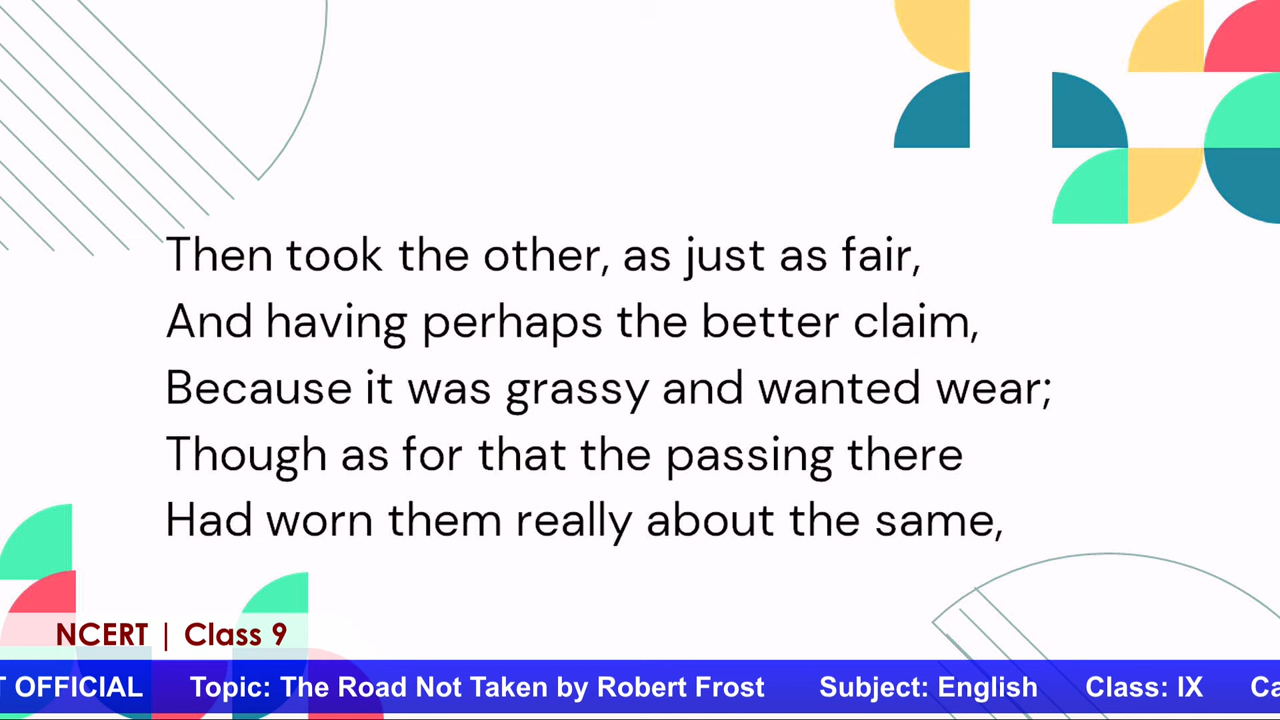 Then took the other, as just as fair,
And having perhaps the better claim,
Because it was grassy and wanted wear;
Though as for that the passing there
Had worn them really about the same,
NCERT | Class 9
T OFFICIAL Topic: The Road Not Taken by Robert Frost Subject: English Class: IX Ca